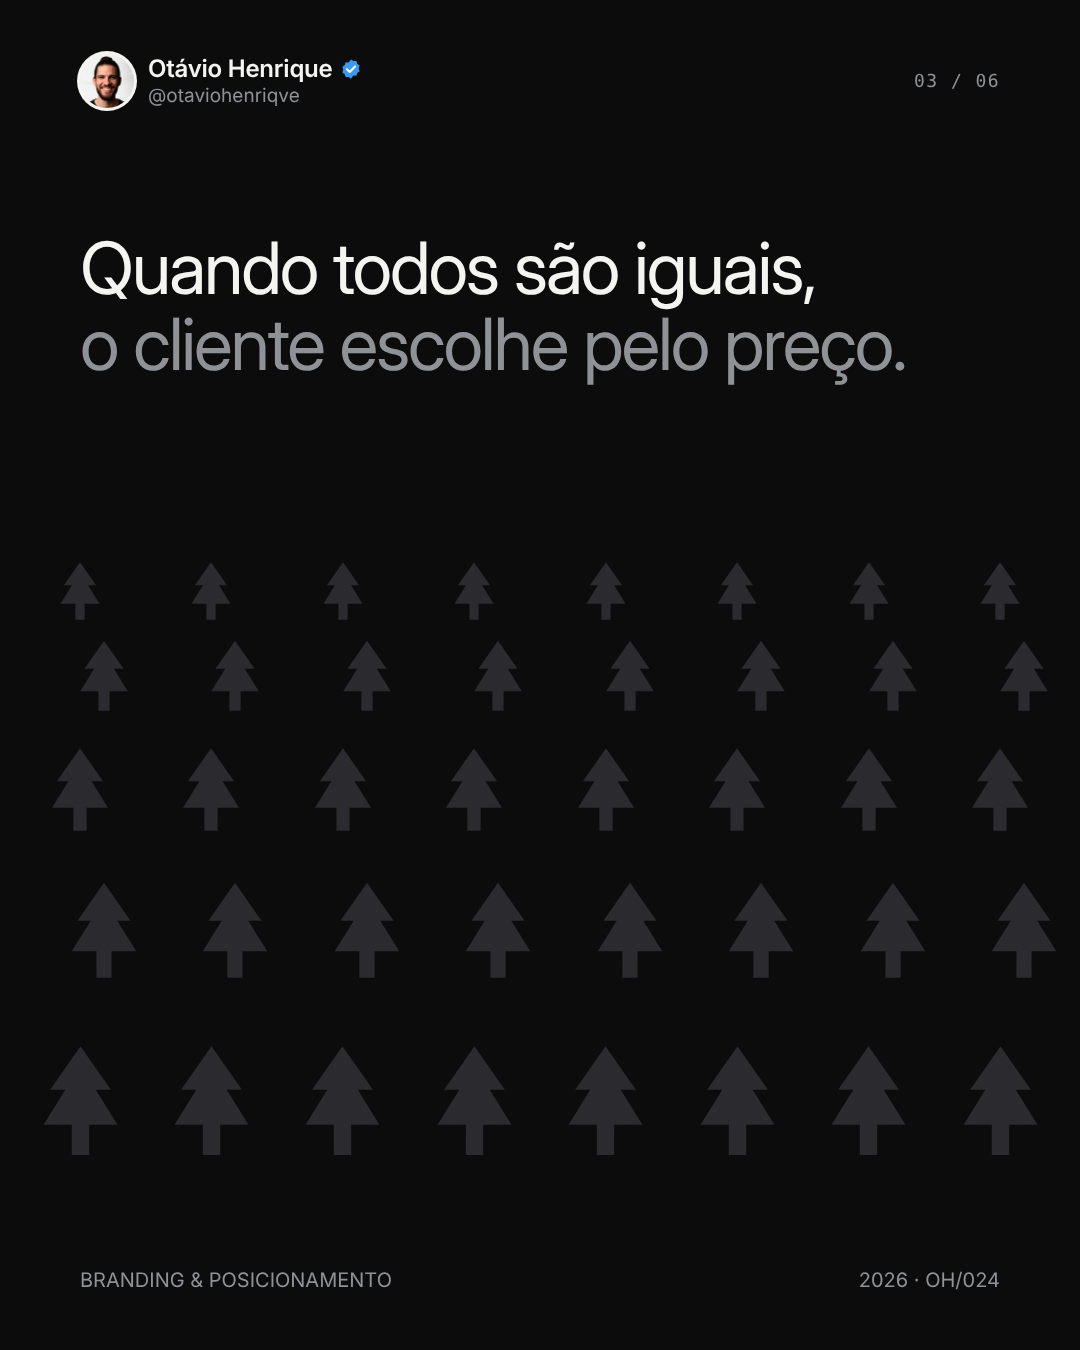 Otávio Henrique
@otaviohenriqve
03 / 06
Quando todos são iguais,
o cliente escolhe pelo preço.
BRANDING & POSICIONAMENTO
2026 · OH/024